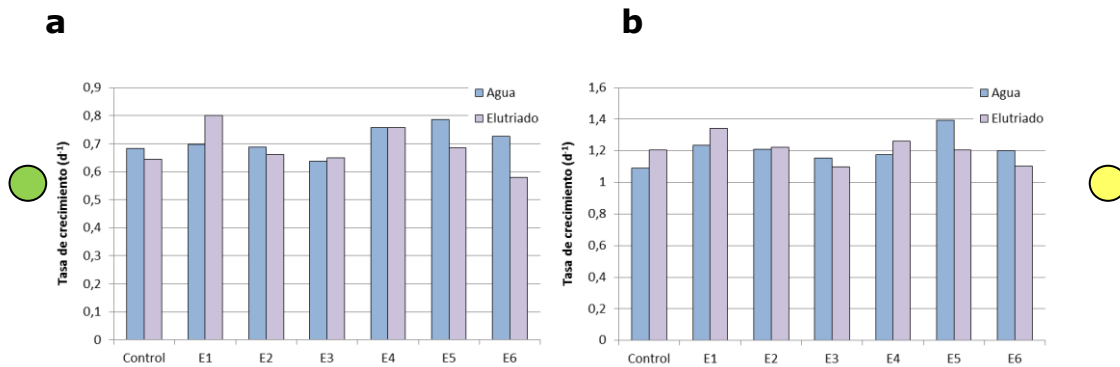 a
0,9
0,8
0,7
0,6
0,5
0,4
0,3
0,2
0,1
0
Tasa de crecimiento (d⁻¹)
Agua
Elutriado
Control E1 E2 E3 E4 E5 E6
b
1,6
1,4
1,2
1
0,8
0,6
0,4
0,2
0
Tasa de crecimiento (d⁻¹)
Agua
Elutriado
Control E1 E2 E3 E4 E5 E6